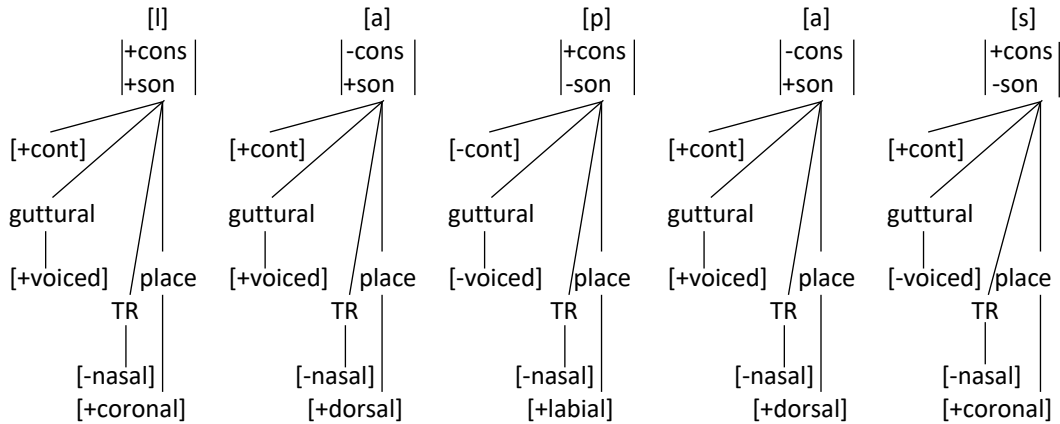 [l] [a] [p] [a] [s]
+cons -cons +cons -cons +cons
+son +son -son +son -son
[+cont] [+cont] [-cont] [+cont] [+cont]
guttural guttural guttural guttural guttural
[+voiced] place [+voiced] place [-voiced] place [+voiced] place [-voiced] place
TR TR TR TR TR
[-nasal] [-nasal] [-nasal] [-nasal] [-nasal]
[+coronal] [+dorsal] [+labial] [+dorsal] [+coronal]